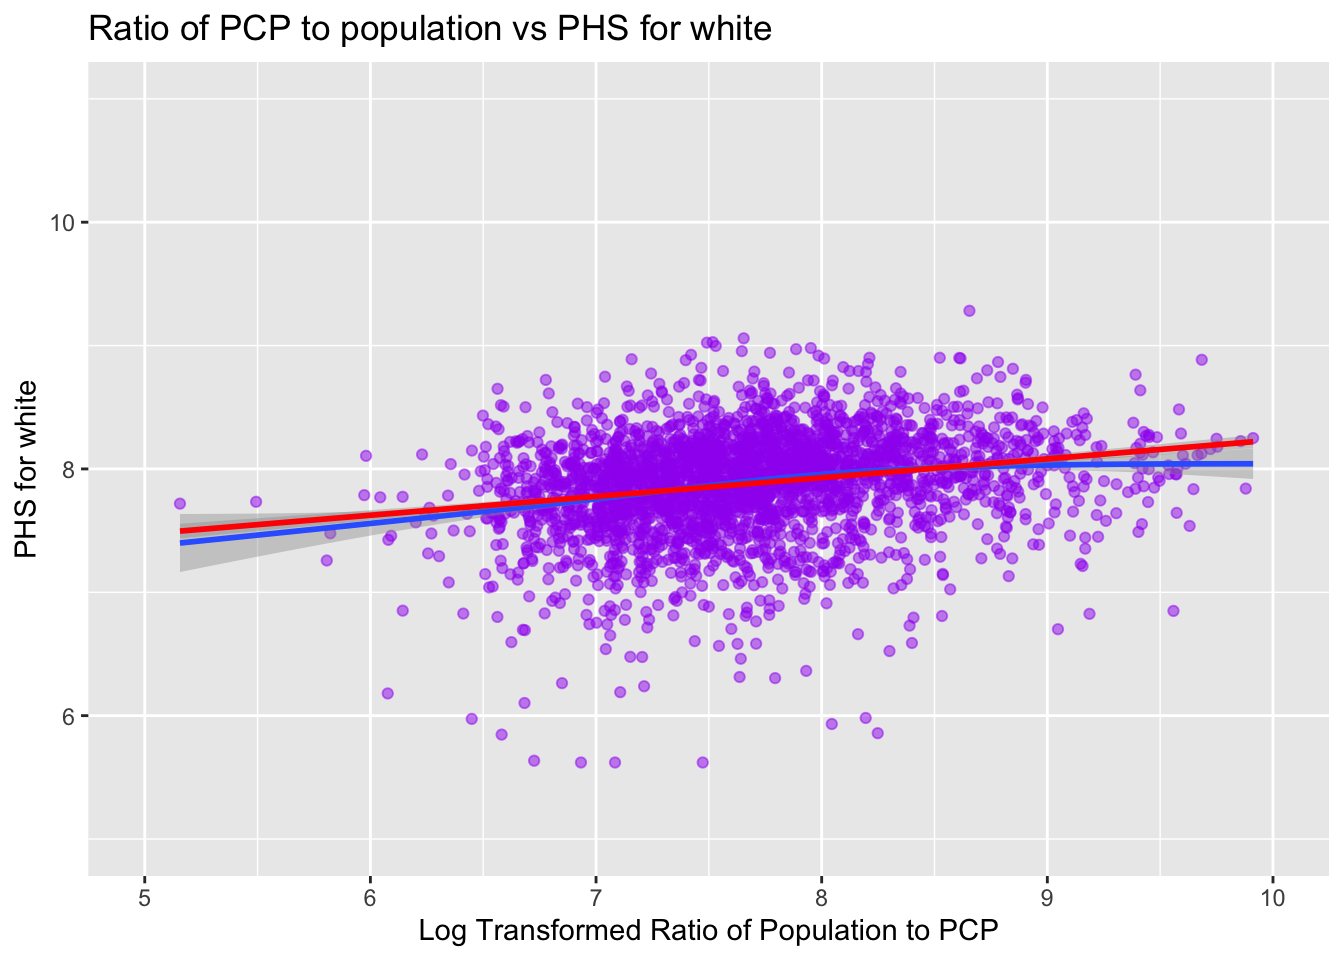 Ratio of PCP to population vs PHS for white
10
8
6
PHS for white
5 6 7 8 9 10
Log Transformed Ratio of Population to PCP